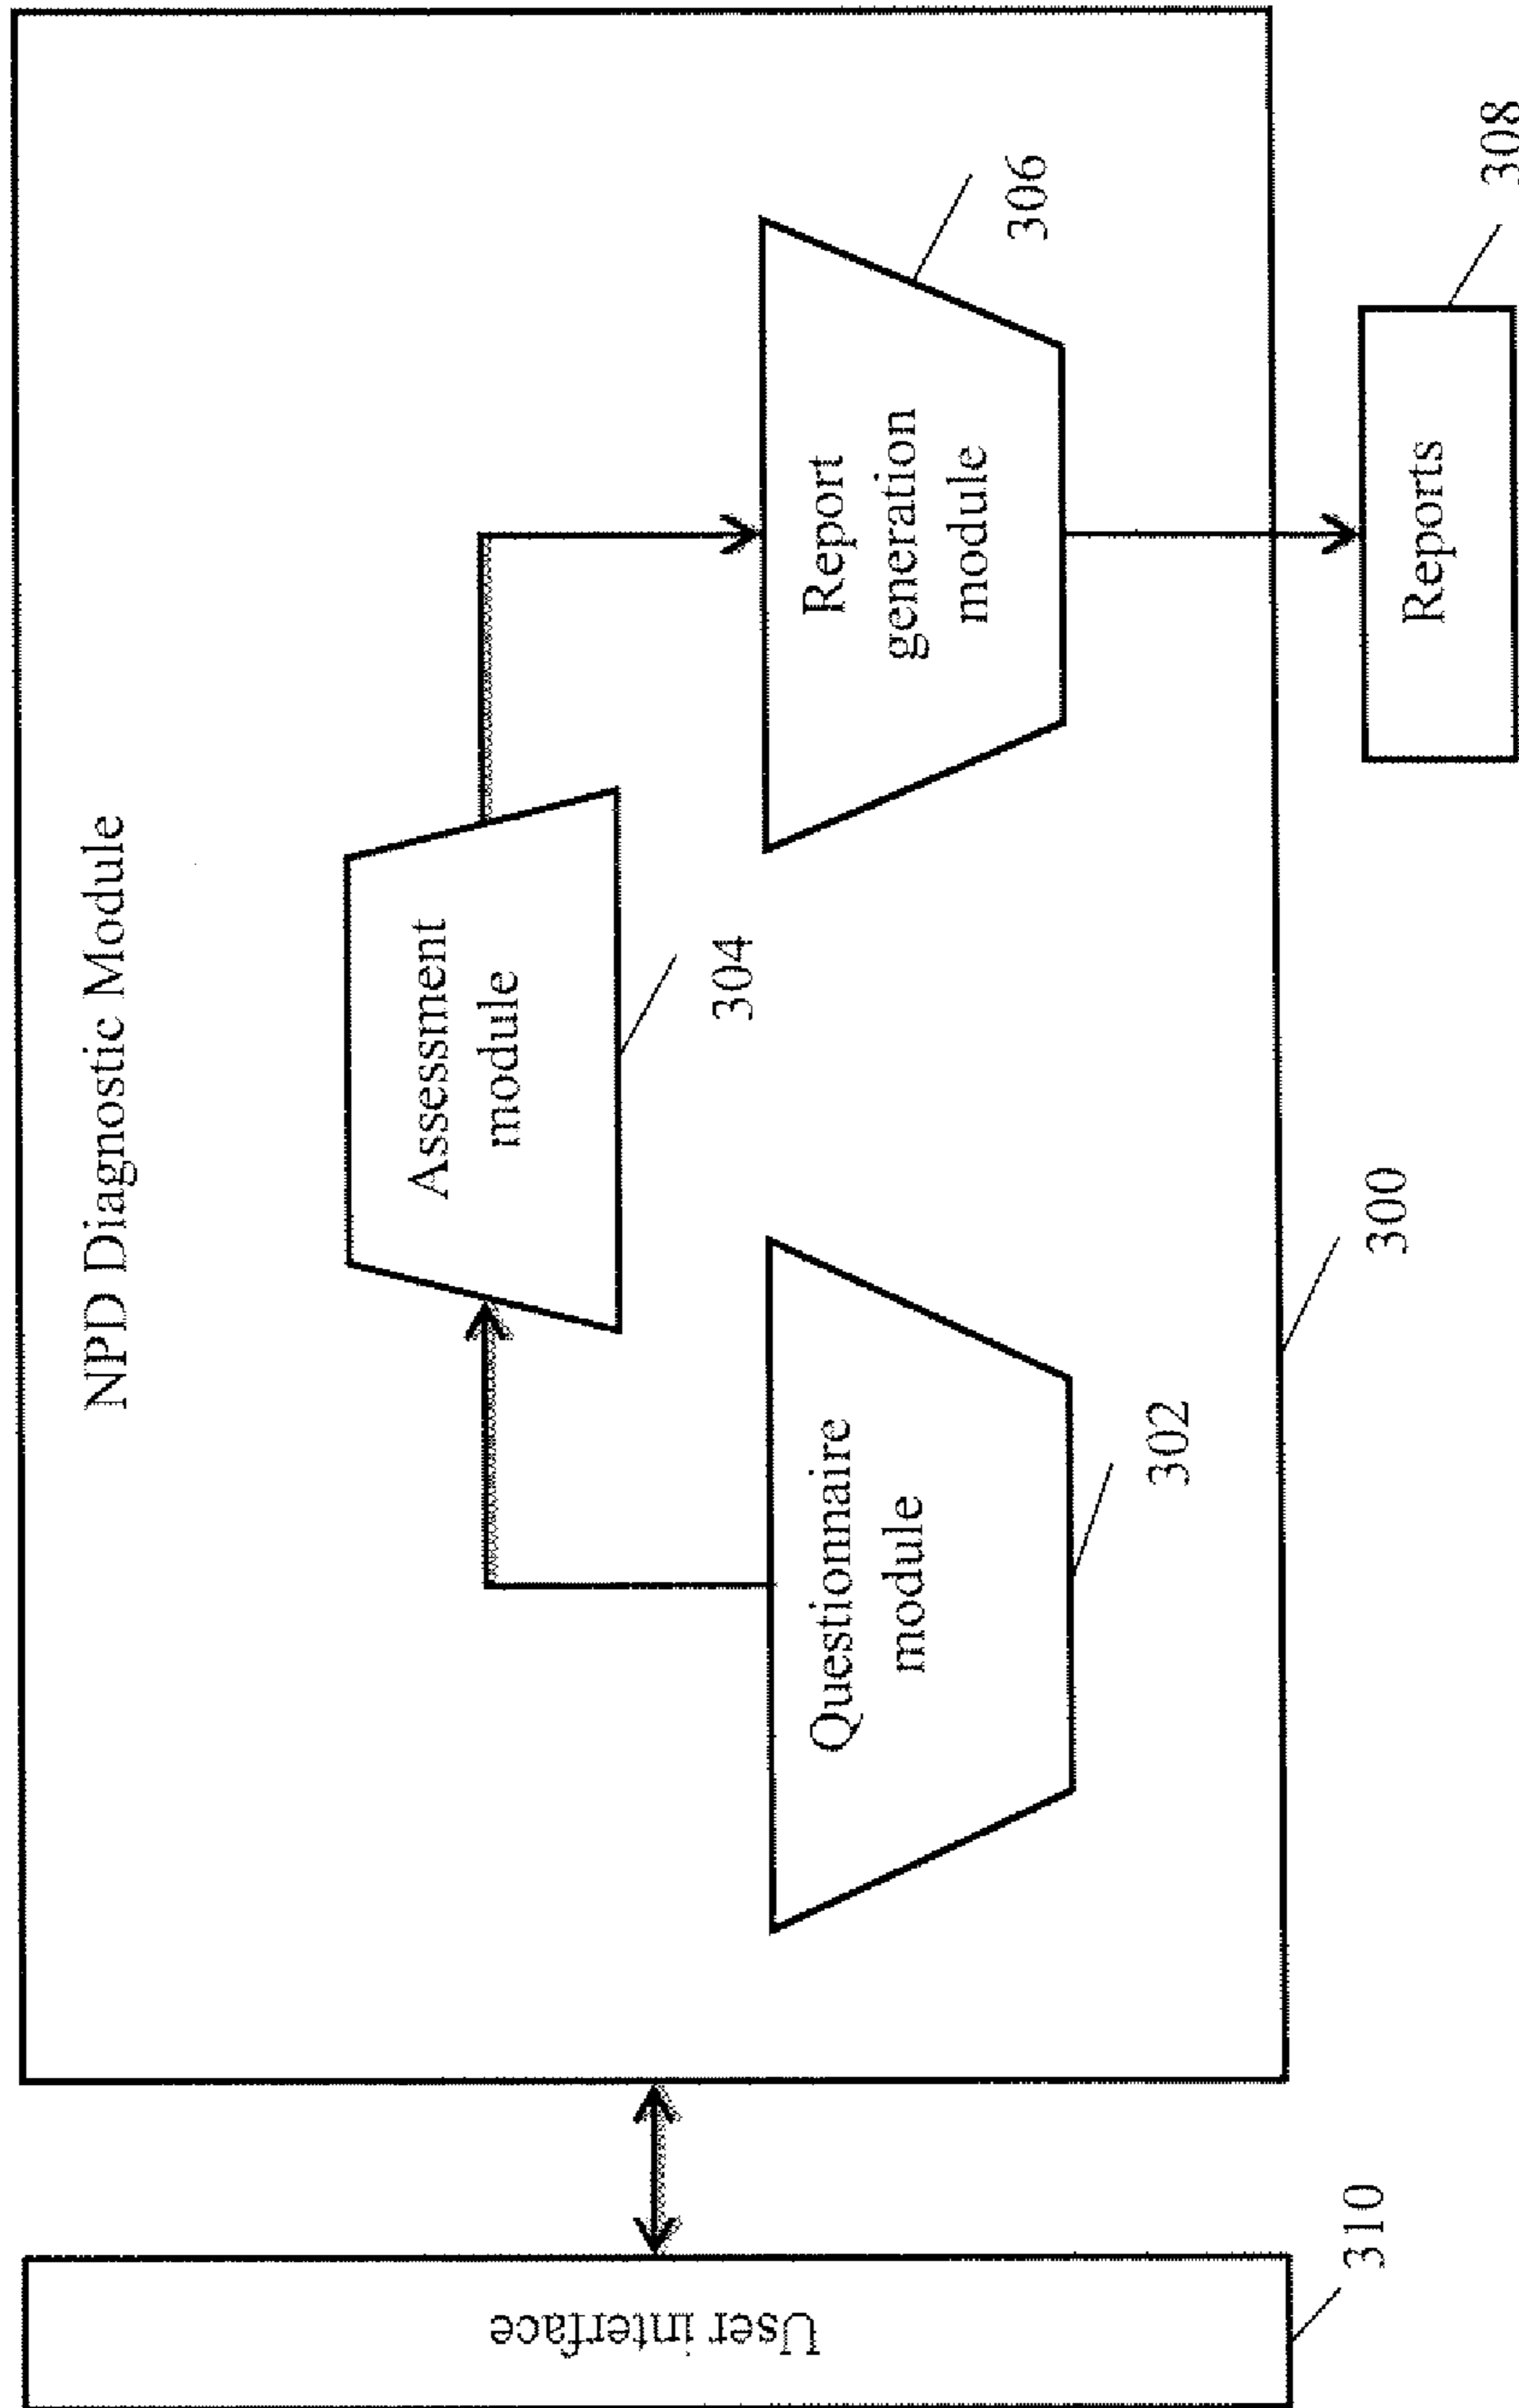 NPD Diagnostic Module
User interface
310
Questionnaire
module
302
Assessment
module
304
Report
generation
module
306
300
Reports
308